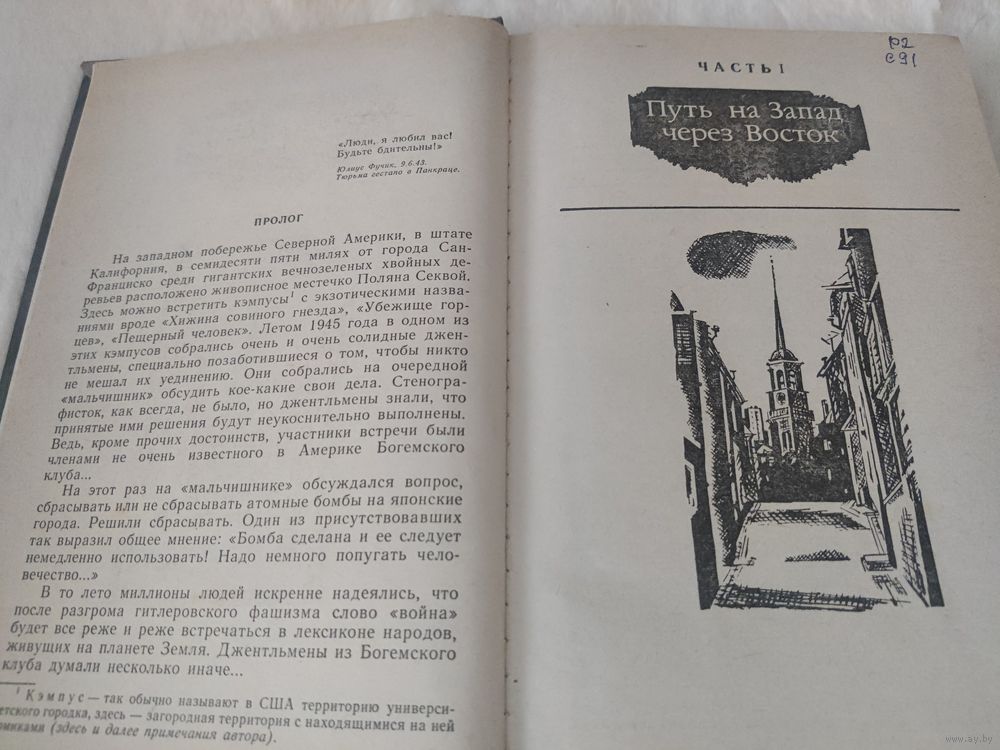 «Люди, я любил вас!
Будьте бдительны!»
Юлиус Фучик, 9.6.43.
Тюрьма гестапо в Панкраце.
ПРОЛОГ
На западном побережье Северной Америки, в штате
Калифорния, в семидесяти пяти милях от города Сан-
Франциско среди гигантских вечнозеленых хвойных де-
ревьев расположено живописное местечко Поляна Секвой.
Здесь можно встретить кэмпусы¹ с экзотическими назва-
ниями вроде «Хижина совиного гнезда», «Убежище гор-
цев», «Пещерный человек». Летом 1945 года в одном из
этих кэмпусов собрались очень и очень солидные джен-
тльмены, специально позаботившиеся о том, чтобы никто
не мешал их уединению. Они собрались на очередной
«мальчишник» обсудить кое-какие свои дела. Стеногра-
фисток, как всегда, не было, но джентльмены знали, что
принятые ими решения будут неукоснительно выполнены.
Ведь, кроме прочих достоинств, участники встречи были
членами не очень известного в Америке Богемского
клуба...
На этот раз на «мальчишнике» обсуждался вопрос,
сбрасывать или не сбрасывать атомные бомбы на японские
города. Решили сбрасывать. Один из присутствовавших
так выразил общее мнение: «Бомба сделана и ее следует
немедленно использовать! Надо немного попугать чело-
вечество...»
В то лето миллионы людей искренне надеялись, что
после разгрома гитлеровского фашизма слово «война»
будет все реже и реже встречаться в лексиконе народов,
живущих на планете Земля. Джентльмены из Богемского
клуба думали несколько иначе...
¹ Кэмпус — так обычно называют в США территорию универси-
етского городка, здесь — загородная территория с находящимися на ней
омиками (здесь и далее примечания автора).
р2
с91
ЧАСТЬ I
Путь на Запад
через Восток
www.ay.by